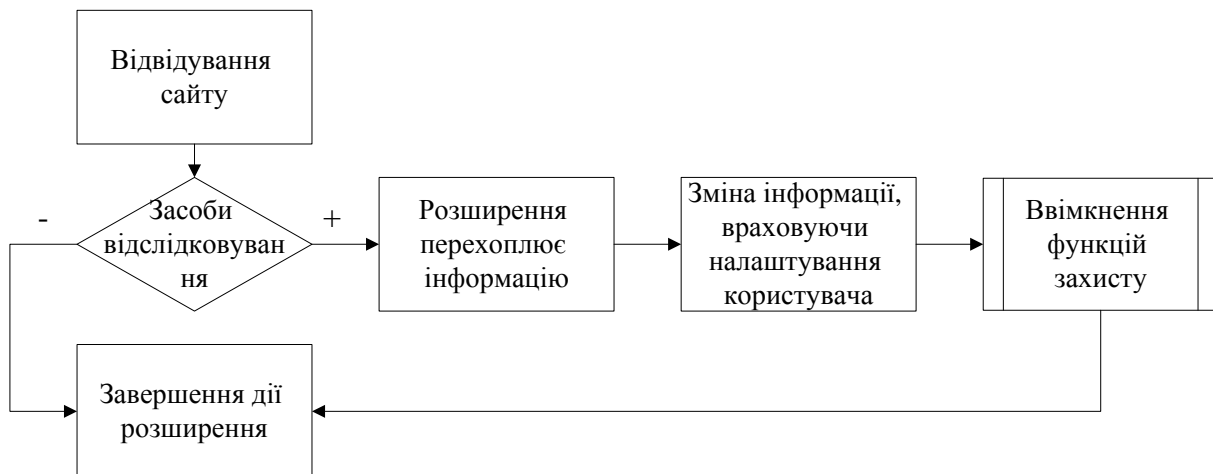 Відвідування
сайту
-
Засоби
відслідковуван
ня
+
Розширення
перехоплює
інформацію
Зміна інформації,
враховуючи
налаштування
користувача
Ввімкнення
функцій
захисту
Завершення дії
розширення